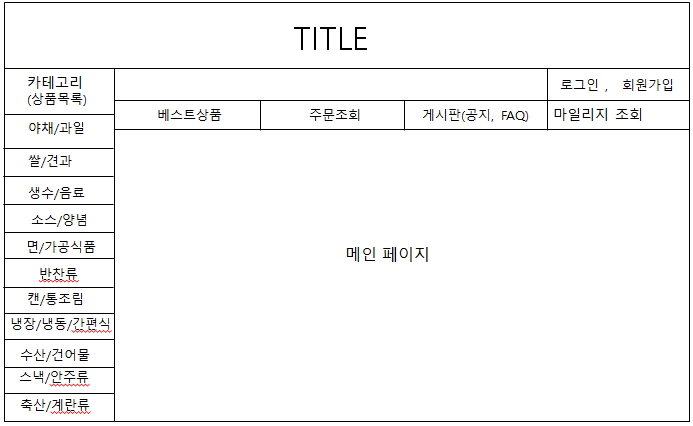 TITLE
카테고리
(상품목록)
로그인 , 회원가입
베스트상품
주문조회
게시판(공지, FAQ)
마일리지 조회
야채/과일
쌀/견과
생수/음료
소스/양념
면/가공식품
반찬류
캔/통조림
냉장/냉동/간편식
수산/건어물
스낵/안주류
축산/계란류
메인 페이지